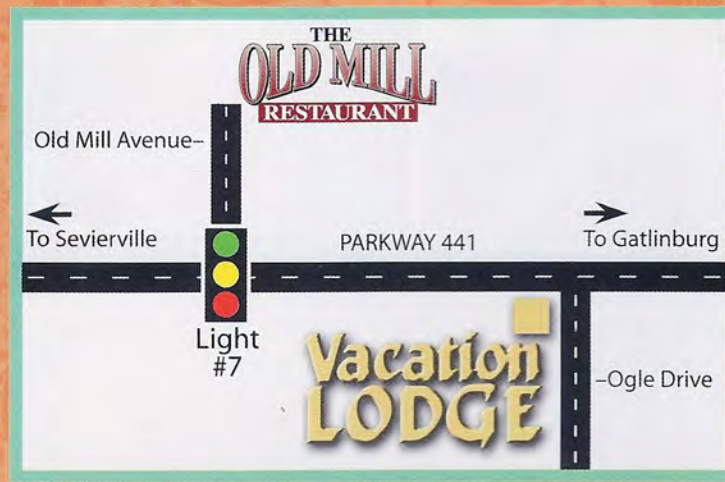 THE
OLD MILL
RESTAURANT
Old Mill Avenue–
To Sevierville
PARKWAY 441
To Gatlinburg
Light
#7
Vacation
LODGE
–Ogle Drive